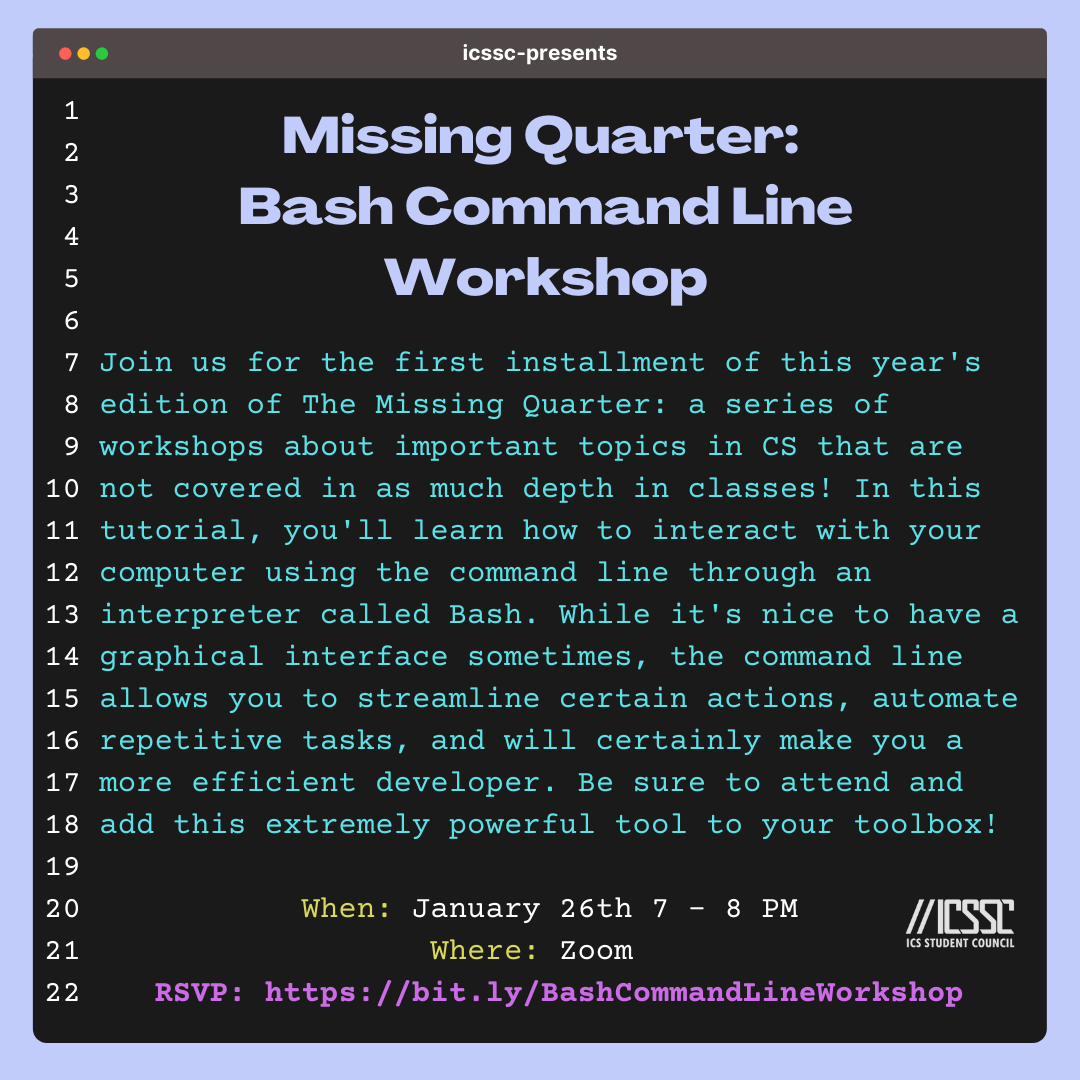 icssc-presents
Missing Quarter:
Bash Command Line
Workshop
1
2
3
4
5
6
7 Join us for the first installment of this year's
8 edition of The Missing Quarter: a series of
9 workshops about important topics in CS that are
10 not covered in as much depth in classes! In this
11 tutorial, you'll learn how to interact with your
12 computer using the command line through an
13 interpreter called Bash. While it's nice to have a
14 graphical interface sometimes, the command line
15 allows you to streamline certain actions, automate
16 repetitive tasks, and will certainly make you a
17 more efficient developer. Be sure to attend and
18 add this extremely powerful tool to your toolbox!
19
20 When: January 26th 7 – 8 PM
21 Where: Zoom
22 RSVP: https://bit.ly/BashCommandLineWorkshop
//ICSSC
ICS STUDENT COUNCIL